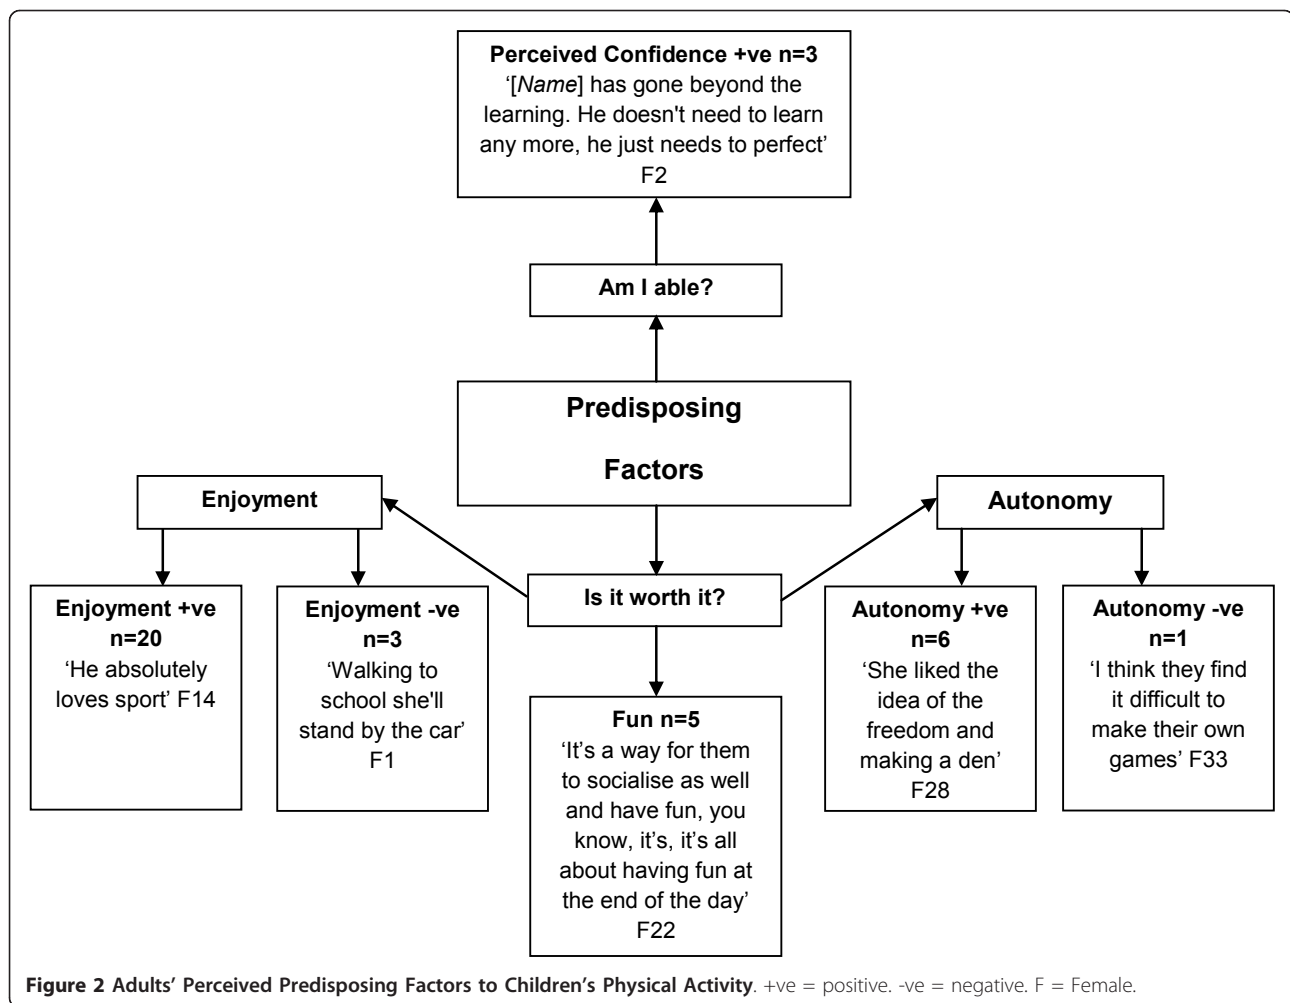 Perceived Confidence +ve n=3
‘[Name] has gone beyond the
learning. He doesn't need to learn
any more, he just needs to perfect’
F2
Am I able?
Predisposing
Factors
Enjoyment
Autonomy
Is it worth it?
Enjoyment +ve
n=20
‘He absolutely
loves sport’ F14
Enjoyment -ve
n=3
‘Walking to
school she'll
stand by the car’
F1
Fun n=5
‘It’s a way for them
to socialise as well
and have fun, you
know, it’s, it’s all
about having fun at
the end of the day’
F22
Autonomy +ve
n=6
‘She liked the
idea of the
freedom and
making a den’
F28
Autonomy -ve
n=1
‘I think they find
it difficult to
make their own
games’ F33
Figure 2 Adults’ Perceived Predisposing Factors to Children’s Physical Activity. +ve = positive. -ve = negative. F = Female.